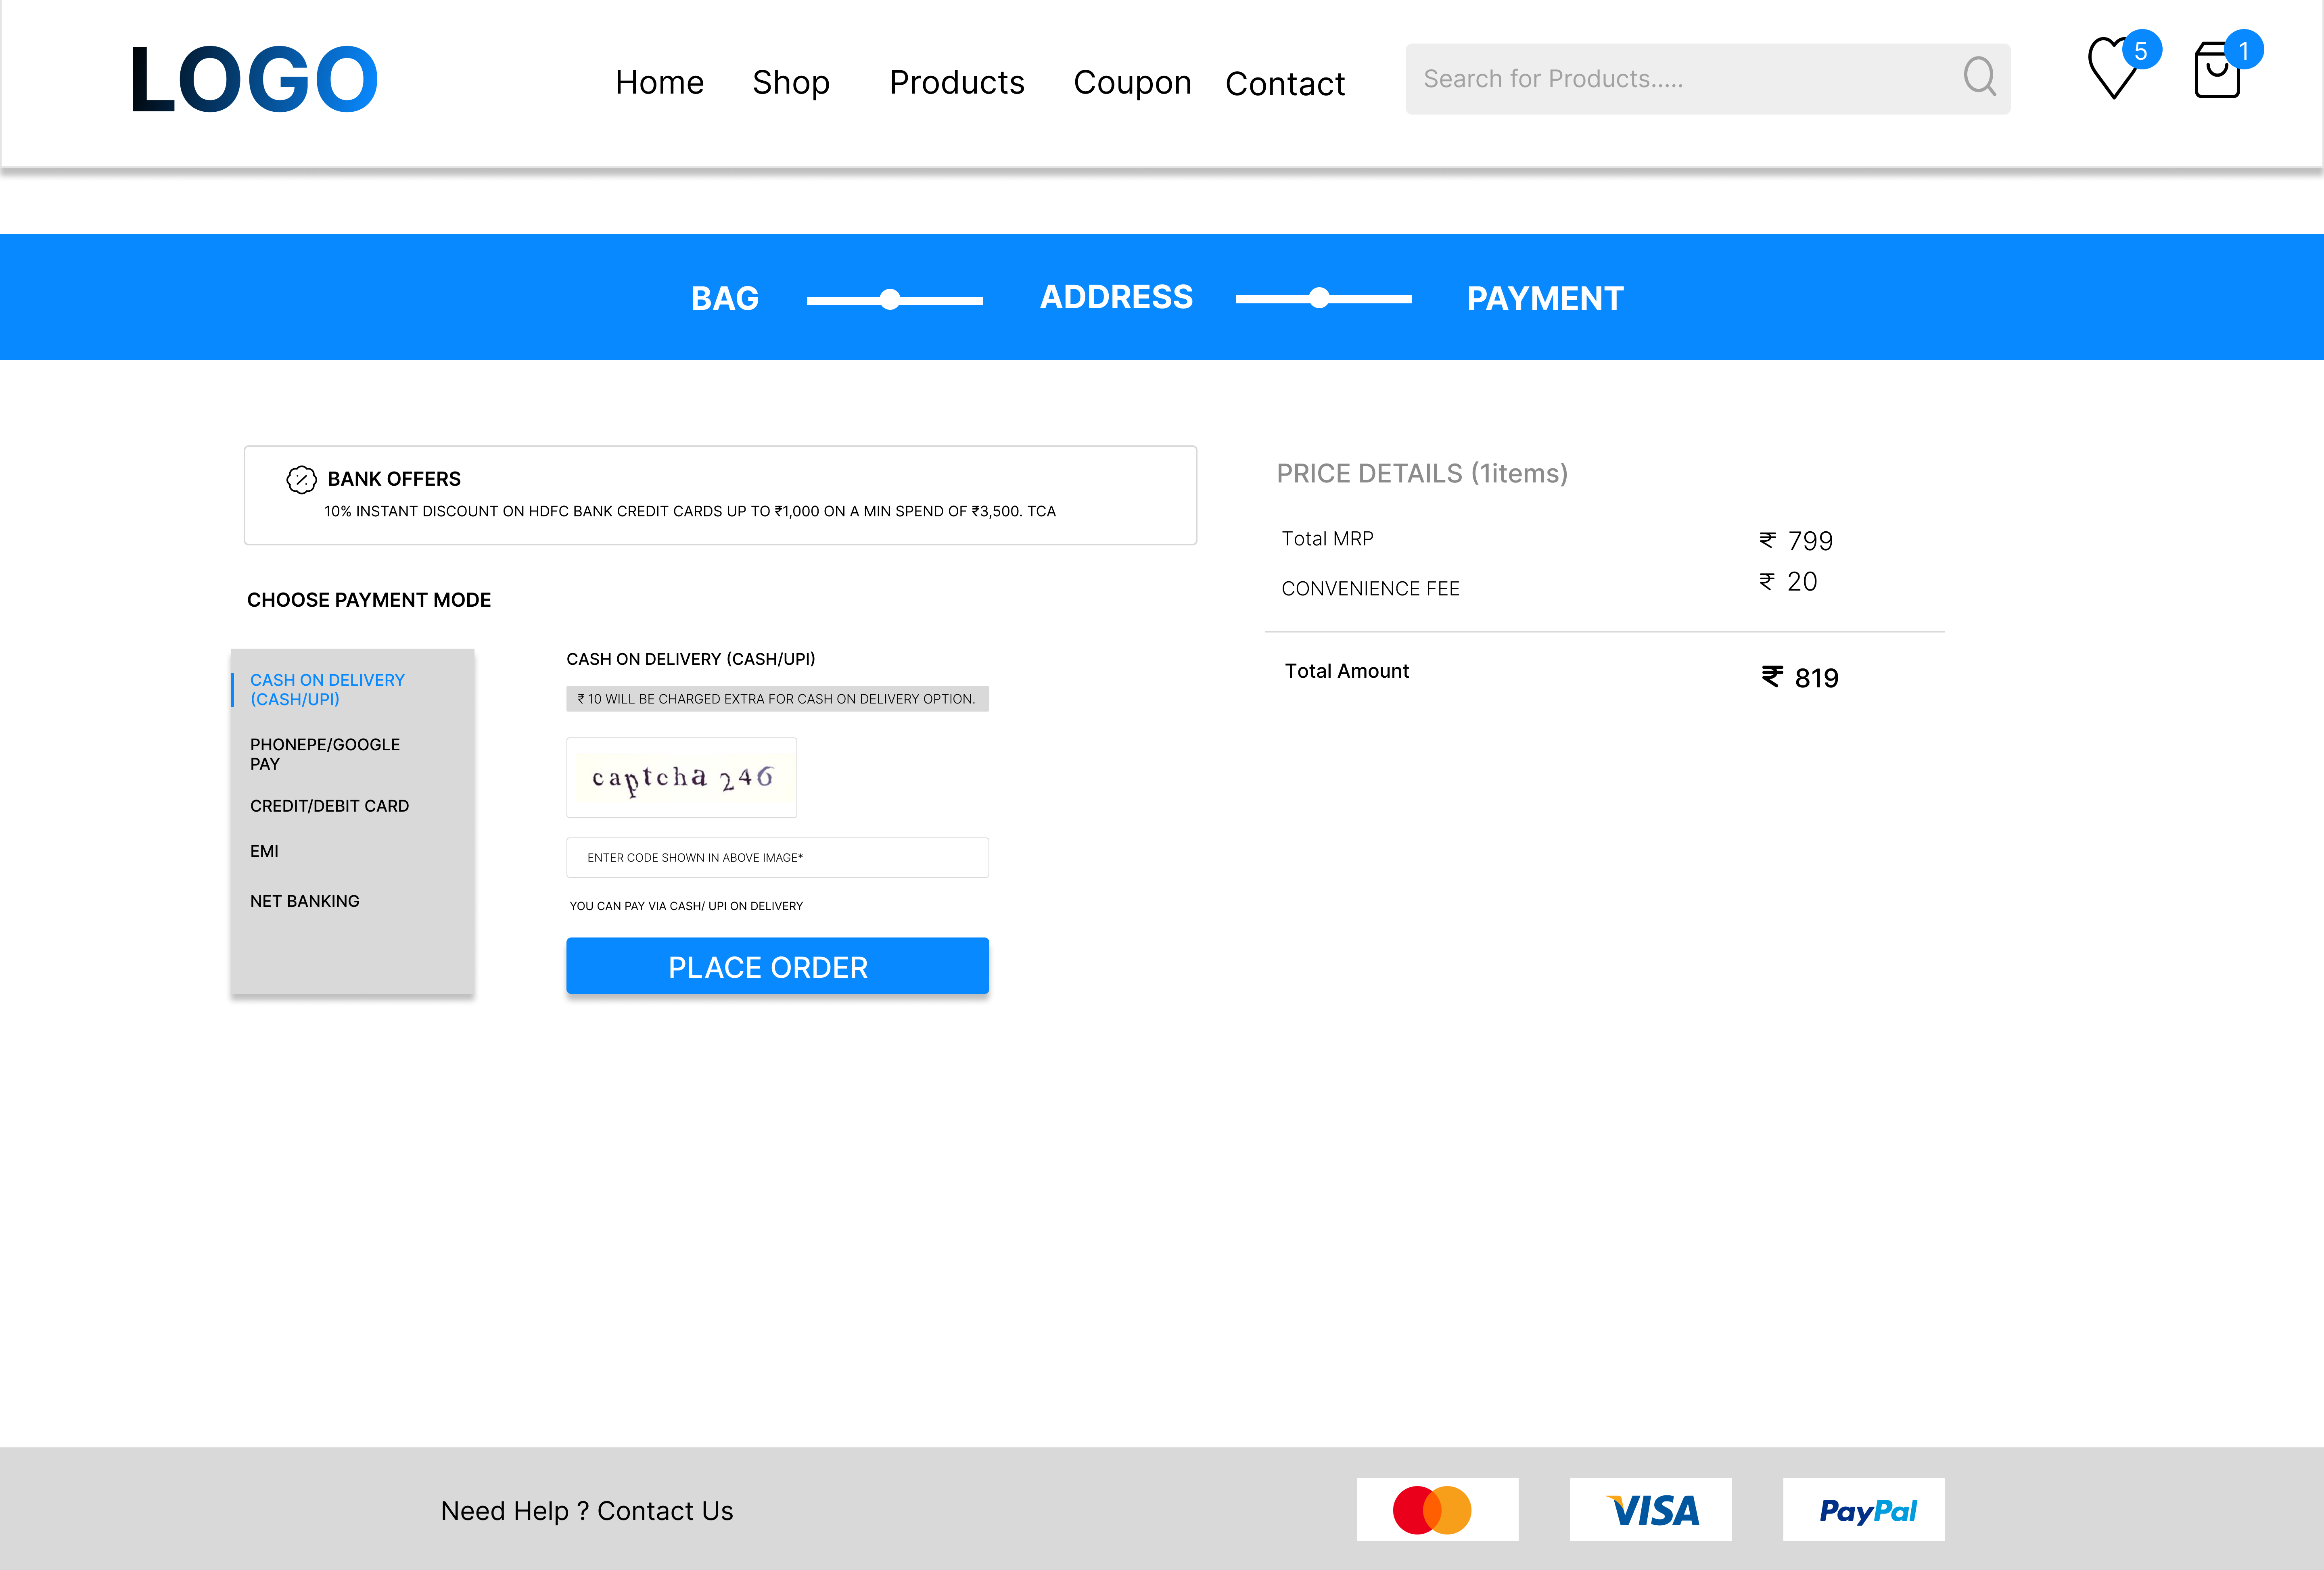 LOGO
Home Shop Products Coupon Contact
Search for Products.....
5
1
BAG ADDRESS PAYMENT
BANK OFFERS
10% INSTANT DISCOUNT ON HDFC BANK CREDIT CARDS UP TO ₹1,000 ON A MIN SPEND OF ₹3,500. TCA
CHOOSE PAYMENT MODE
CASH ON DELIVERY
(CASH/UPI)
PHONEPE/GOOGLE
PAY
CREDIT/DEBIT CARD
EMI
NET BANKING
CASH ON DELIVERY (CASH/UPI)
₹ 10 WILL BE CHARGED EXTRA FOR CASH ON DELIVERY OPTION.
captcha 246
ENTER CODE SHOWN IN ABOVE IMAGE*
YOU CAN PAY VIA CASH/ UPI ON DELIVERY
PLACE ORDER
PRICE DETAILS (1items)
Total MRP ₹ 799
CONVENIENCE FEE ₹ 20
Total Amount ₹ 819
Need Help ? Contact Us
VISA
PayPal